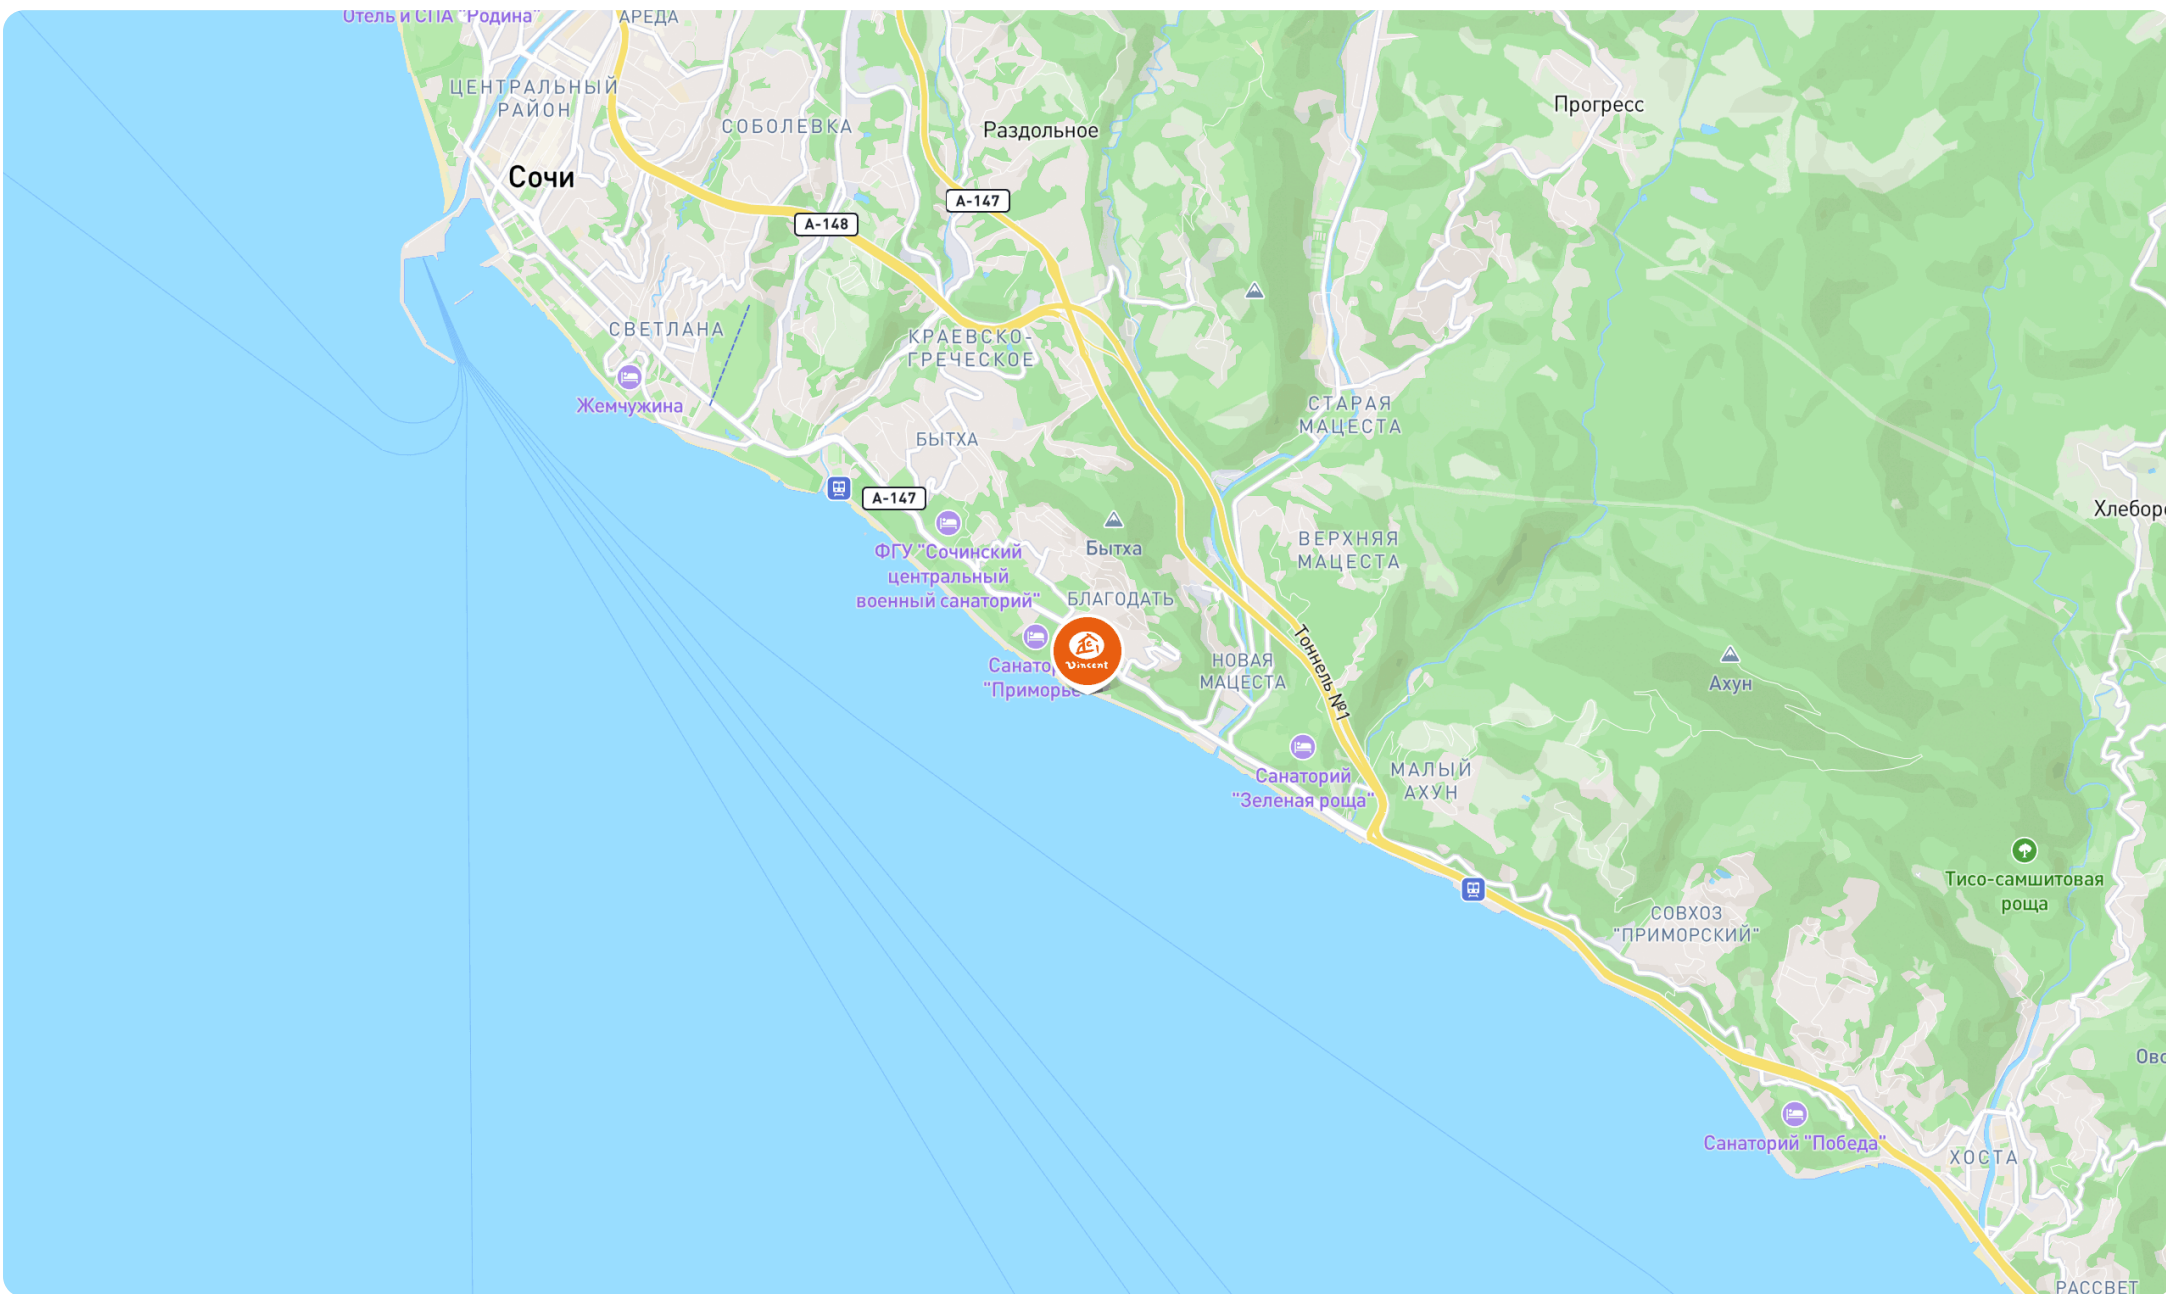 Отель и СПА "Родина"
АРЕДА
ЦЕНТРАЛЬНЫЙ
РАЙОН
СОБОЛЕВКА
Раздольное
Прогресс
Сочи
А-147
А-148
СВЕТЛАНА
КРАЕВСКО-
ГРЕЧЕСКОЕ
Жемчужина
СТАРАЯ
МАЦЕСТА
БЫТХА
А-147
Хлебор
ФГУ "Сочинский
центральный
военный санаторий"
Бытха
ВЕРХНЯЯ
МАЦЕСТА
БЛАГОДАТЬ
Vincent
Санато
"Приморье
НОВАЯ
МАЦЕСТА
Тоннель №1
Ахун
Санаторий
"Зеленая роща"
МАЛЫЙ
АХУН
Тисо-самшитовая
роща
СОВХОЗ
"ПРИМОРСКИЙ"
Ово
Санаторий "Победа"
ХОСТА
РАССВЕТ